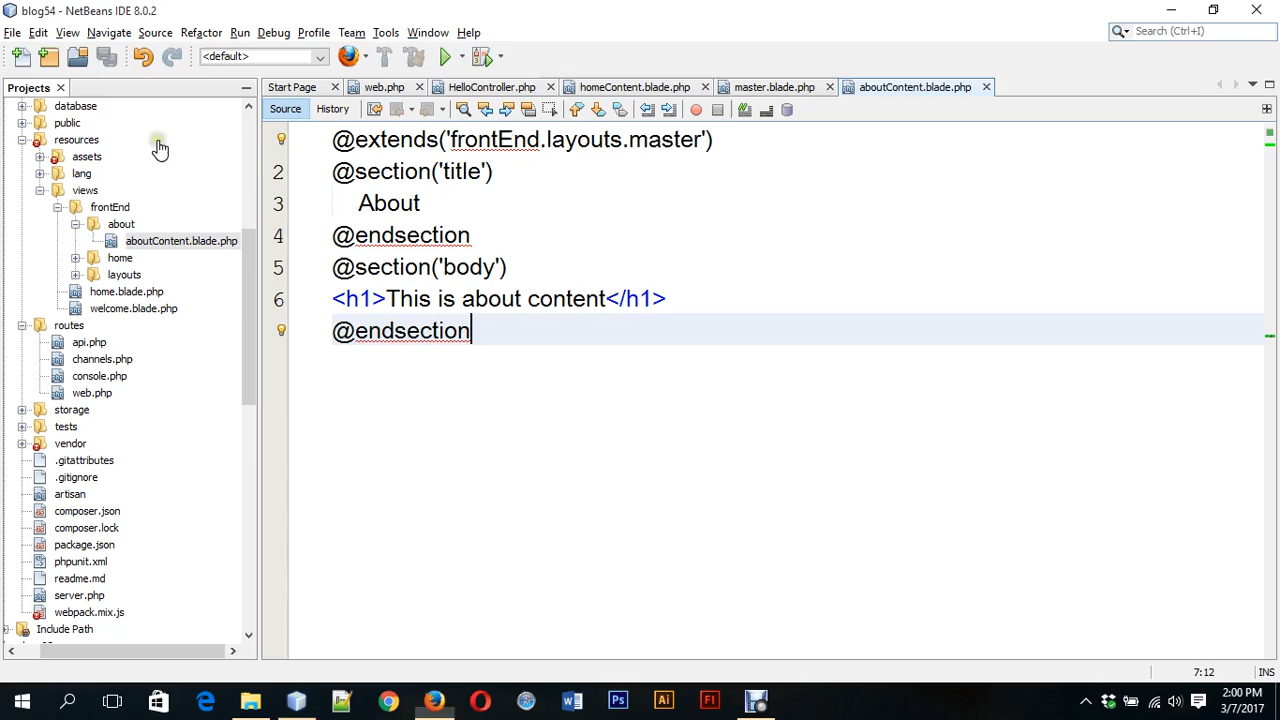 blog54 - NetBeans IDE 8.0.2
File Edit View Navigate Source Refactor Run Debug Profile Team Tools Window Help
Search (Ctrl+I)
<default>
Projects
Start Page
web.php
HelloController.php
homeContent.blade.php
master.blade.php
aboutContent.blade.php
Source
History
database
public
resources
assets
lang
views
frontEnd
about
aboutContent.blade.php
home
layouts
home.blade.php
welcome.blade.php
routes
api.php
channels.php
console.php
web.php
storage
tests
vendor
.gitattributes
.gitignore
artisan
composer.json
composer.lock
package.json
phpunit.xml
readme.md
server.php
webpack.mix.js
Include Path
@extends('frontEnd.layouts.master')
2 @section('title')
3 About
4 @endsection
5 @section('body')
6 <h1>This is about content</h1>
@endsection
7:12 INS
2:00 PM
3/7/2017